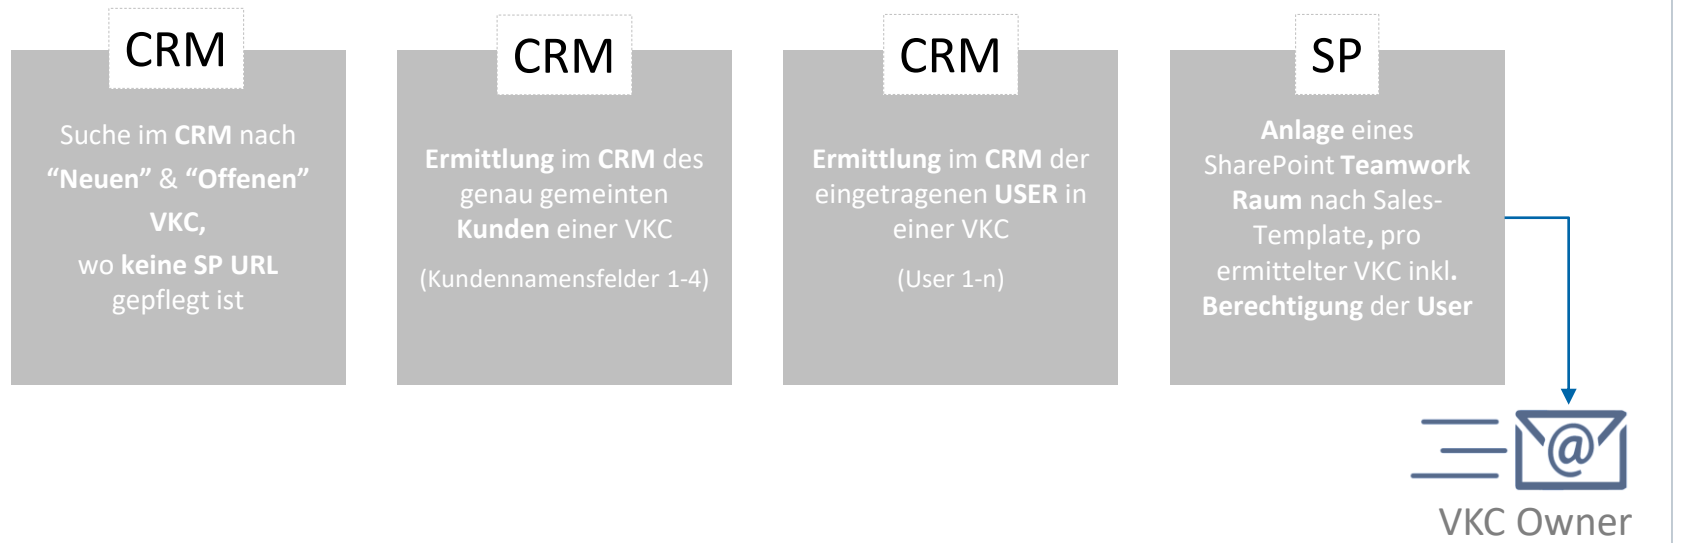 CRM
Suche im CRM nach
“Neuen” & “Offenen”
VKC,
wo keine SP URL
gepflegt ist
CRM
Ermittlung im CRM des
genau gemeinten
Kunden einer VKC
(Kundennamensfelder 1-4)
CRM
Ermittlung im CRM der
eingetragenen USER in
einer VKC
(User 1-n)
SP
Anlage eines
SharePoint Teamwork
Raum nach Sales-
Template, pro
ermittelter VKC inkl.
Berechtigung der User
@
VKC Owner